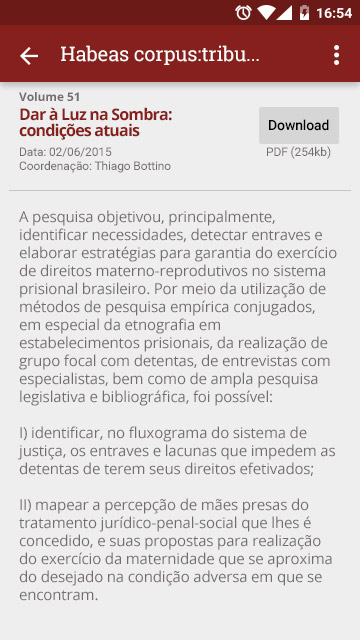 16:54
Habeas corpus:tribu...
Volume 51
Dar à Luz na Sombra:
condições atuais
Download
Data: 02/06/2015
PDF (254kb)
Coordenação: Thiago Bottino
A pesquisa objetivou, principalmente,
identificar necessidades, detectar entraves e
elaborar estratégias para garantia do exercício
de direitos materno-reprodutivos no sistema
prisional brasileiro. Por meio da utilização de
métodos de pesquisa empírica conjugados,
em especial da etnografia em
estabelecimentos prisionais, da realização de
grupo focal com detentas, de entrevistas com
especialistas, bem como de ampla pesquisa
legislativa e bibliográfica, foi possível:
I) identificar, no fluxograma do sistema de
justiça, os entraves e lacunas que impedem as
detentas de terem seus direitos efetivados;
II) mapear a percepção de mães presas do
tratamento jurídico-penal-social que lhes é
concedido, e suas propostas para realização
do exercício da maternidade que se aproxima
do desejado na condição adversa em que se
encontram.